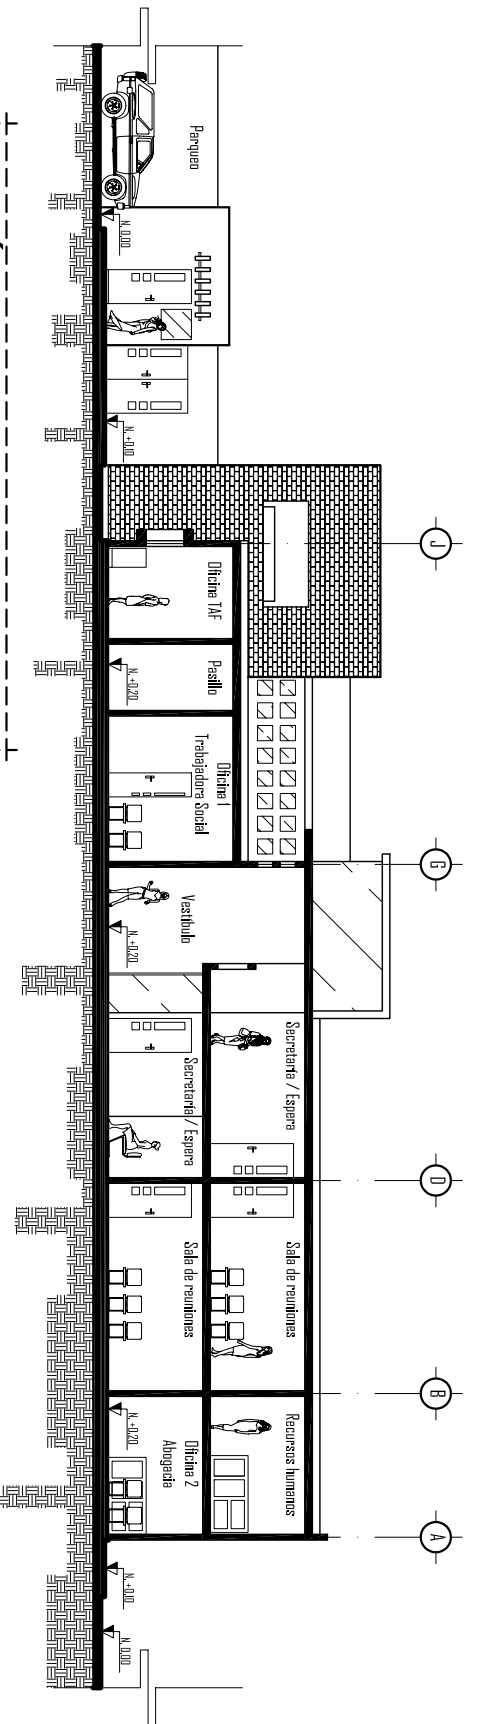 J
G
D
B
A
Parqueo
N. 0.00
N. +0.10
Oficina TAF
Pasillo
N. +0.20
Oficina 1
Trabajadora Social
Vestíbulo
N. +0.20
Secretaría / Espera
Secretaría / Espera
Sala de reuniones
Sala de reuniones
Recursos humanos
Oficina 2
Abogacia
N. +0.20
N. +0.10
N. 0.00